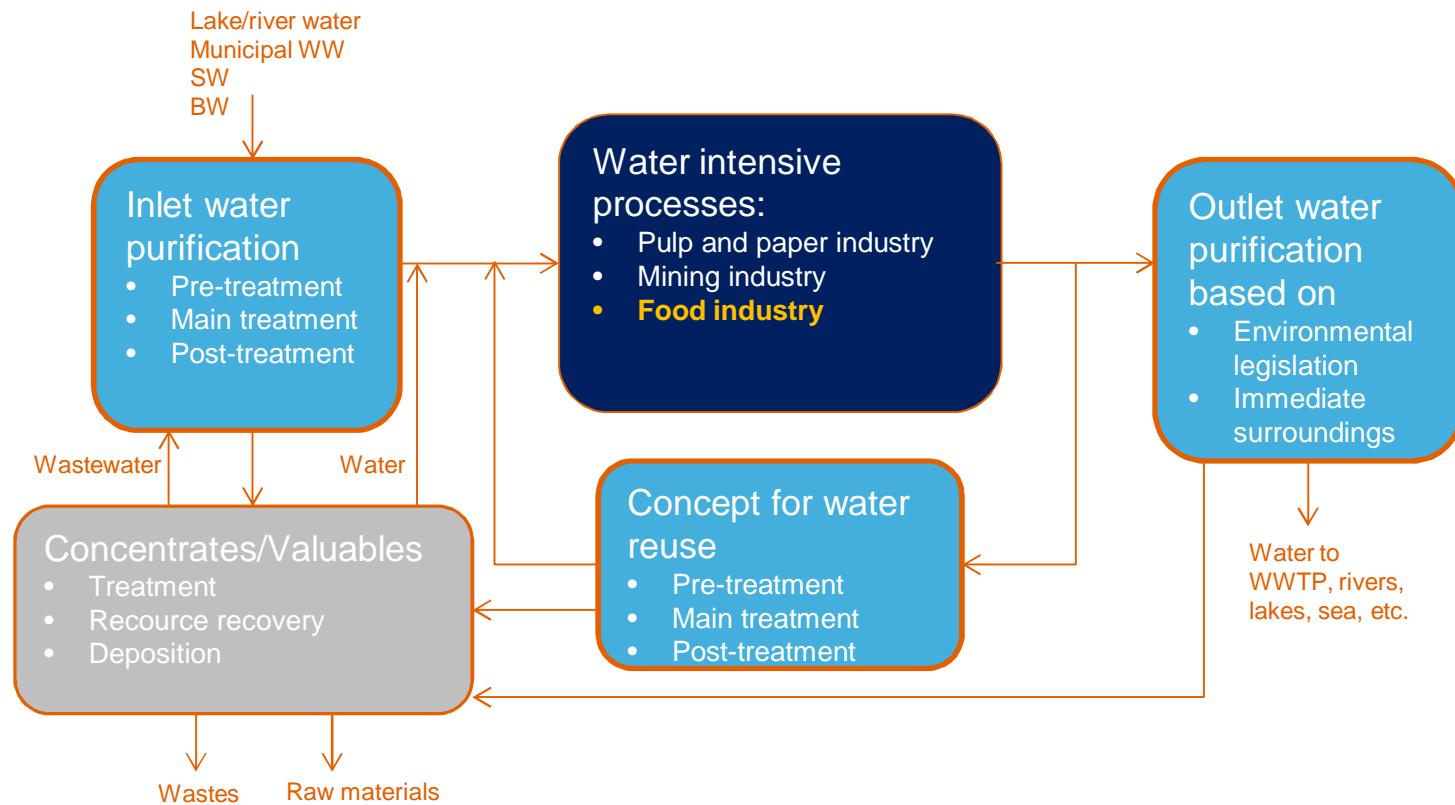 Lake/river water
Municipal WW
SW
BW
Inlet water
purification
• Pre-treatment
• Main treatment
• Post-treatment
Water intensive
processes:
• Pulp and paper industry
• Mining industry
• Food industry
Outlet water
purification
based on
• Environmental
legislation
• Immediate
surroundings
Wastewater
Water
Concentrates/Valuables
• Treatment
• Recource recovery
• Deposition
Concept for water
reuse
• Pre-treatment
• Main treatment
• Post-treatment
Water to
WWTP, rivers,
lakes, sea, etc.
Wastes
Raw materials